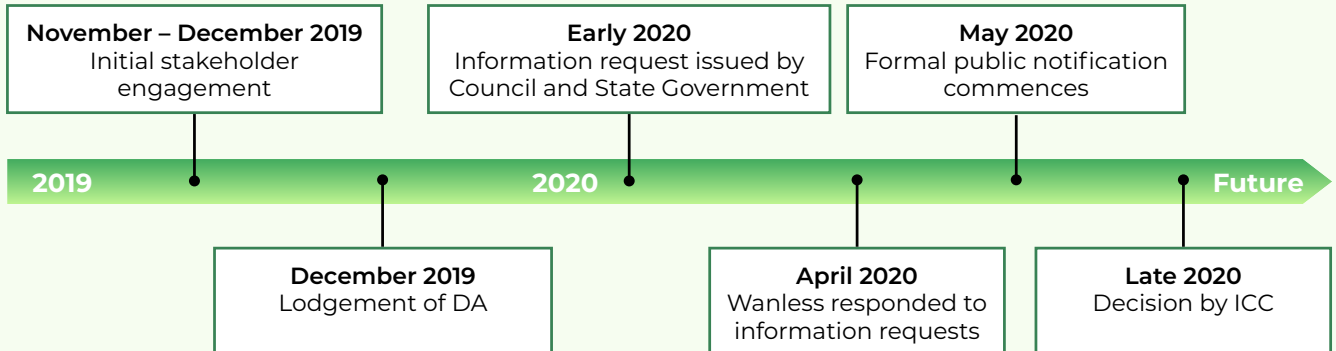 November – December 2019
Initial stakeholder
engagement
Early 2020
Information request issued by
Council and State Government
May 2020
Formal public notification
commences
2019
2020
Future
December 2019
Lodgement of DA
April 2020
Wanless responded to
information requests
Late 2020
Decision by ICC